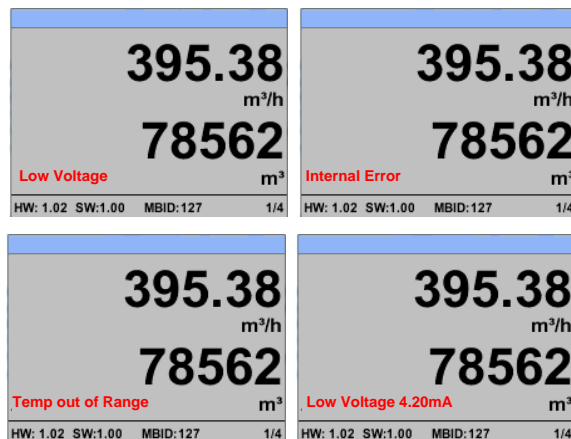 395.38
m³/h
78562
Low Voltage m³
HW: 1.02 SW:1.00 MBID:127 1/4
395.38
m³/h
78562
Internal Error m³
HW: 1.02 SW:1.00 MBID:127 1/4
395.38
m³/h
78562
Temp out of Range m³
HW: 1.02 SW:1.00 MBID:127 1/4
395.38
m³/h
78562
Low Voltage 4.20mA m³
HW: 1.02 SW:1.00 MBID:127 1/4